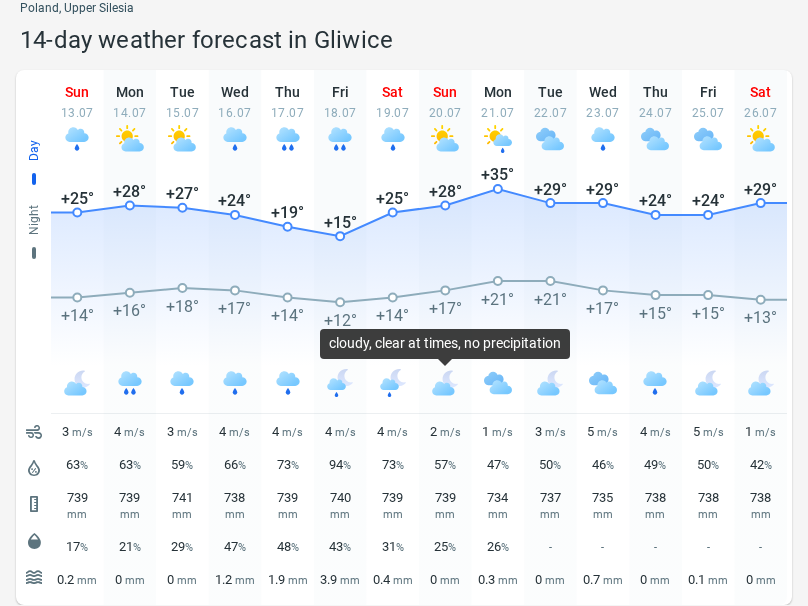 Poland, Upper Silesia
14-day weather forecast in Gliwice
Sun Mon Tue Wed Thu Fri Sat Sun Mon Tue Wed Thu Fri Sat
13.07 14.07 15.07 16.07 17.07 18.07 19.07 20.07 21.07 22.07 23.07 24.07 25.07 26.07
Day
+25° +28° +27° +24° +19° +15° +25° +28° +35° +29° +29° +24° +24° +29°
Night
+14° +16° +18° +17° +14° +12° +14° +17° +21° +21° +17° +15° +15° +13°
cloudy, clear at times, no precipitation
3 m/s 4 m/s 3 m/s 4 m/s 4 m/s 4 m/s 4 m/s 2 m/s 1 m/s 3 m/s 5 m/s 4 m/s 5 m/s 1 m/s
63% 63% 59% 66% 73% 94% 73% 57% 47% 50% 46% 49% 50% 42%
739 739 741 738 739 740 739 739 734 737 735 738 738 738
mm mm mm mm mm mm mm mm mm mm mm mm mm mm
17% 21% 29% 47% 48% 43% 31% 25% 26% - - - - -
0.2 mm 0 mm 0 mm 1.2 mm 1.9 mm 3.9 mm 0.4 mm 0 mm 0.3 mm 0 mm 0.7 mm 0 mm 0.1 mm 0 mm